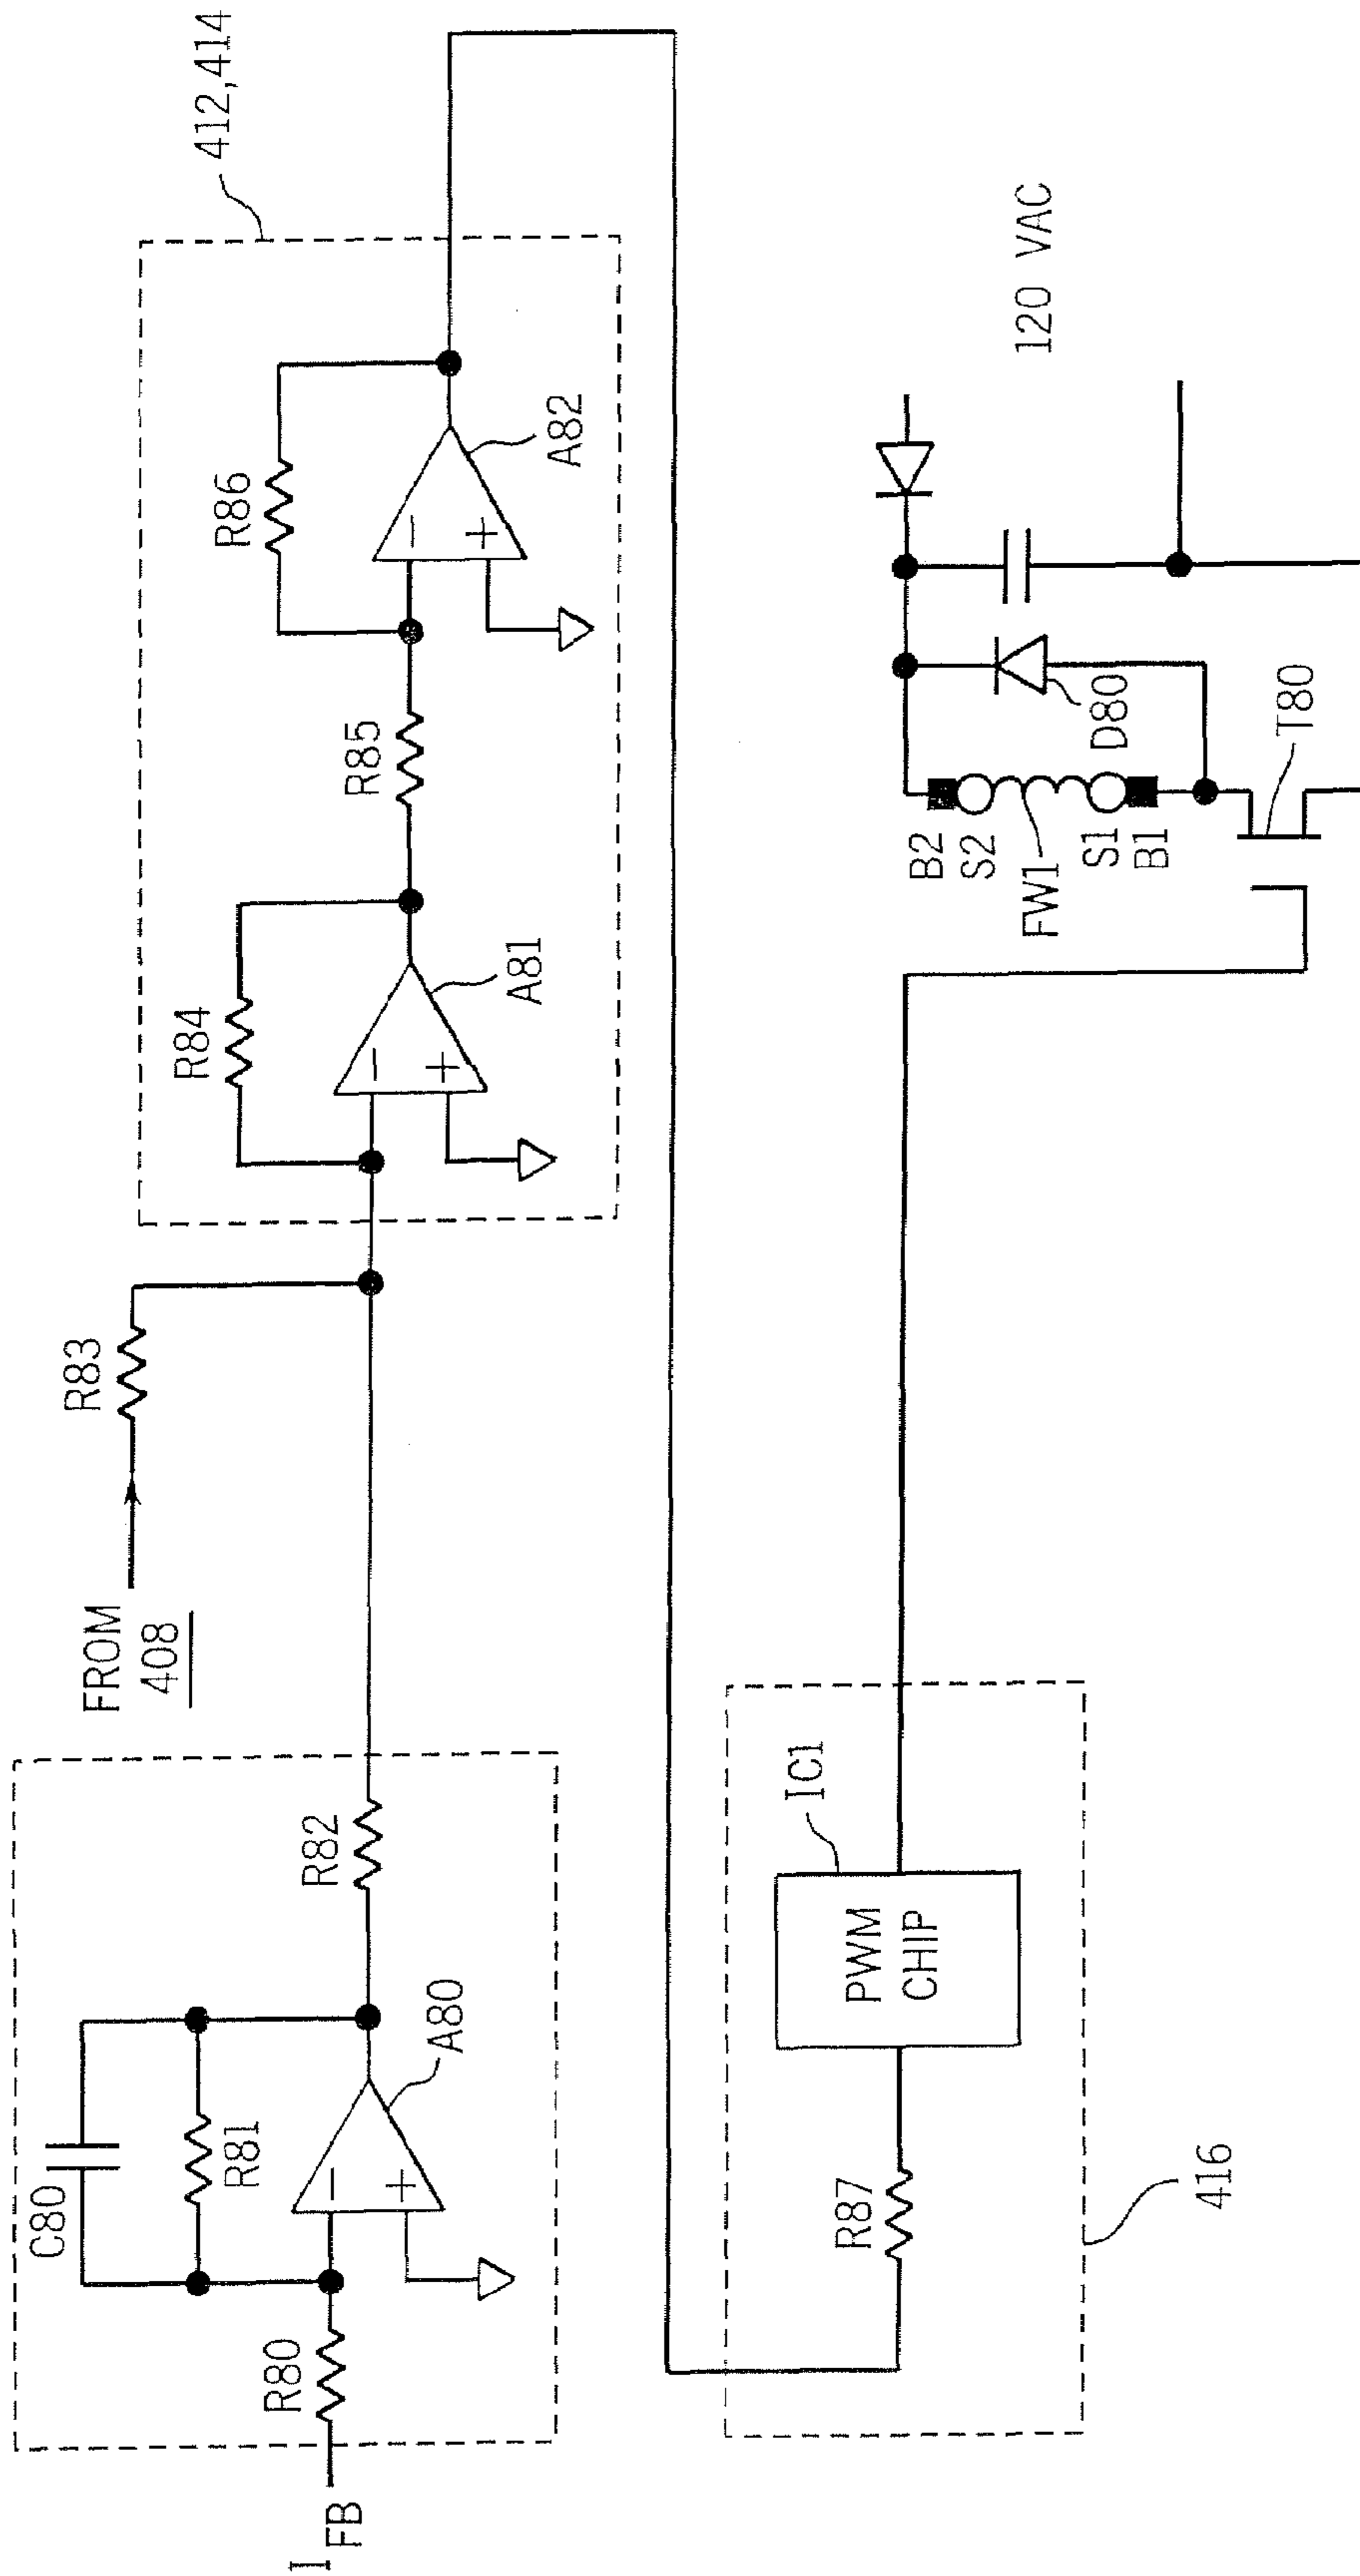 412,414
R86
A82
R85
R84
A81
R83
FROM
408
R82
C80
R81
A80
R80
I FB
120 VAC
D80
T80
B2
S2
FW1
S1
B1
IC1
PWM
CHIP
R87
416
−
+
−
+
−
+